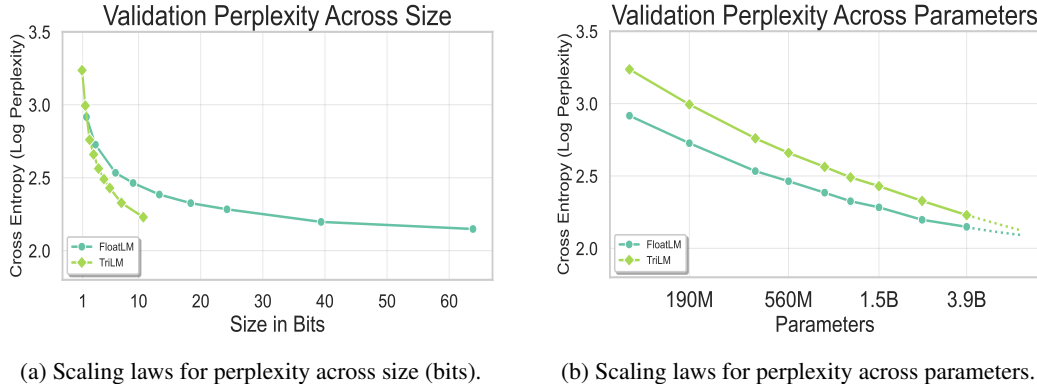 Validation Perplexity Across Size
Cross Entropy (Log Perplexity)
3.5
3.0
2.5
2.0
FloatLM
TriLM
1 10 20 30 40 50 60
Size in Bits
(a) Scaling laws for perplexity across size (bits).
Validation Perplexity Across Parameters
Cross Entropy (Log Perplexity)
3.5
3.0
2.5
2.0
FloatLM
TriLM
190M 560M 1.5B 3.9B
Parameters
(b) Scaling laws for perplexity across parameters.